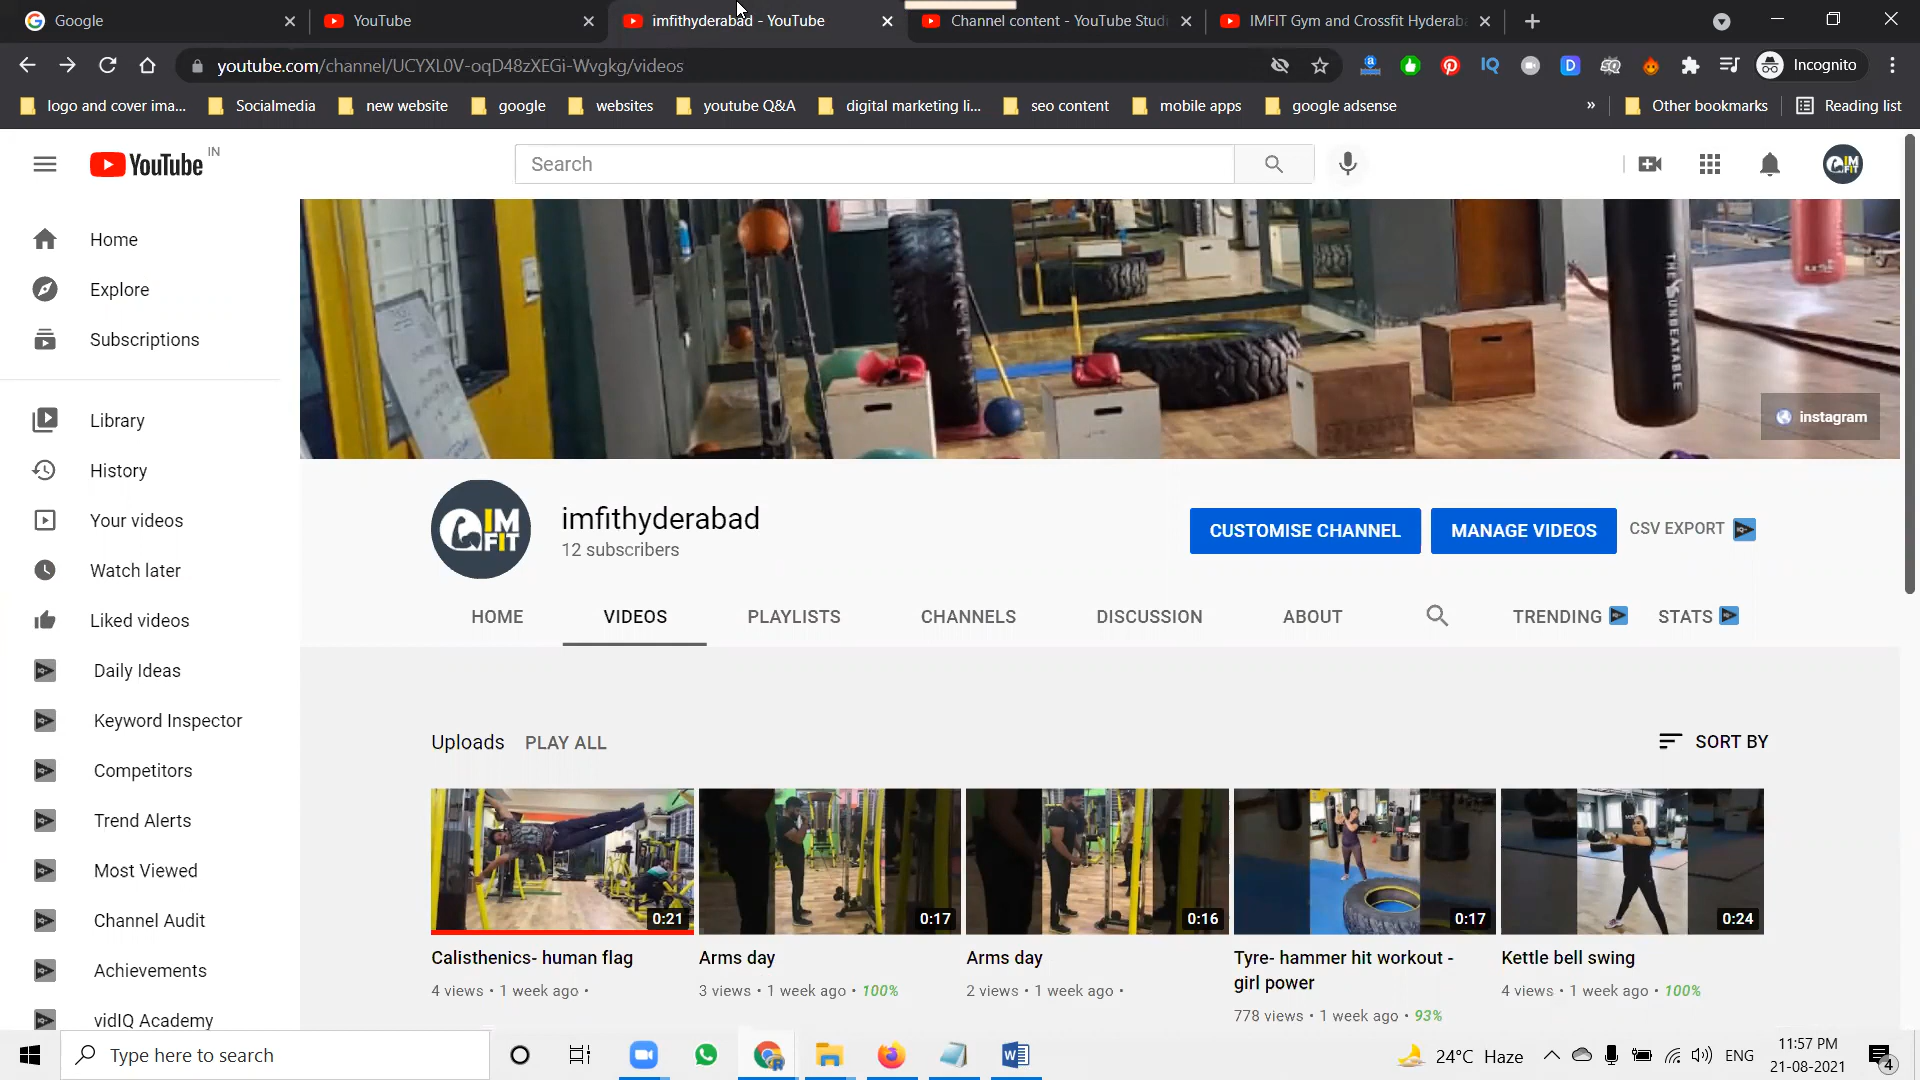 Google
YouTube
imfithyderabad - YouTube
Channel content - YouTube Studi
IMFIT Gym and Crossfit Hyderaba
youtube.com/channel/UCYXL0V-oqD48zXEGi-Wvgkg/videos
Incognito
logo and cover ima...
Socialmedia
new website
google
websites
youtube Q&A
digital marketing li...
seo content
mobile apps
google adsense
»
Other bookmarks
Reading list
YouTube IN
Search
Home
Explore
Subscriptions
Library
History
Your videos
Watch later
Liked videos
Daily Ideas
Keyword Inspector
Competitors
Trend Alerts
Most Viewed
Channel Audit
Achievements
vidIQ Academy
THE UNBEATABLE
instagram
IM
FIT
imfithyderabad
12 subscribers
CUSTOMISE CHANNEL
MANAGE VIDEOS
CSV EXPORT
HOME
VIDEOS
PLAYLISTS
CHANNELS
DISCUSSION
ABOUT
TRENDING
STATS
Uploads
PLAY ALL
SORT BY
0:21
0:17
0:16
0:17
0:24
Calisthenics- human flag
4 views • 1 week ago •
Arms day
3 views • 1 week ago • 100%
Arms day
2 views • 1 week ago •
Tyre- hammer hit workout -
girl power
778 views • 1 week ago • 93%
Kettle bell swing
4 views • 1 week ago • 100%
Type here to search
24°C Haze
ENG
11:57 PM
21-08-2021
4